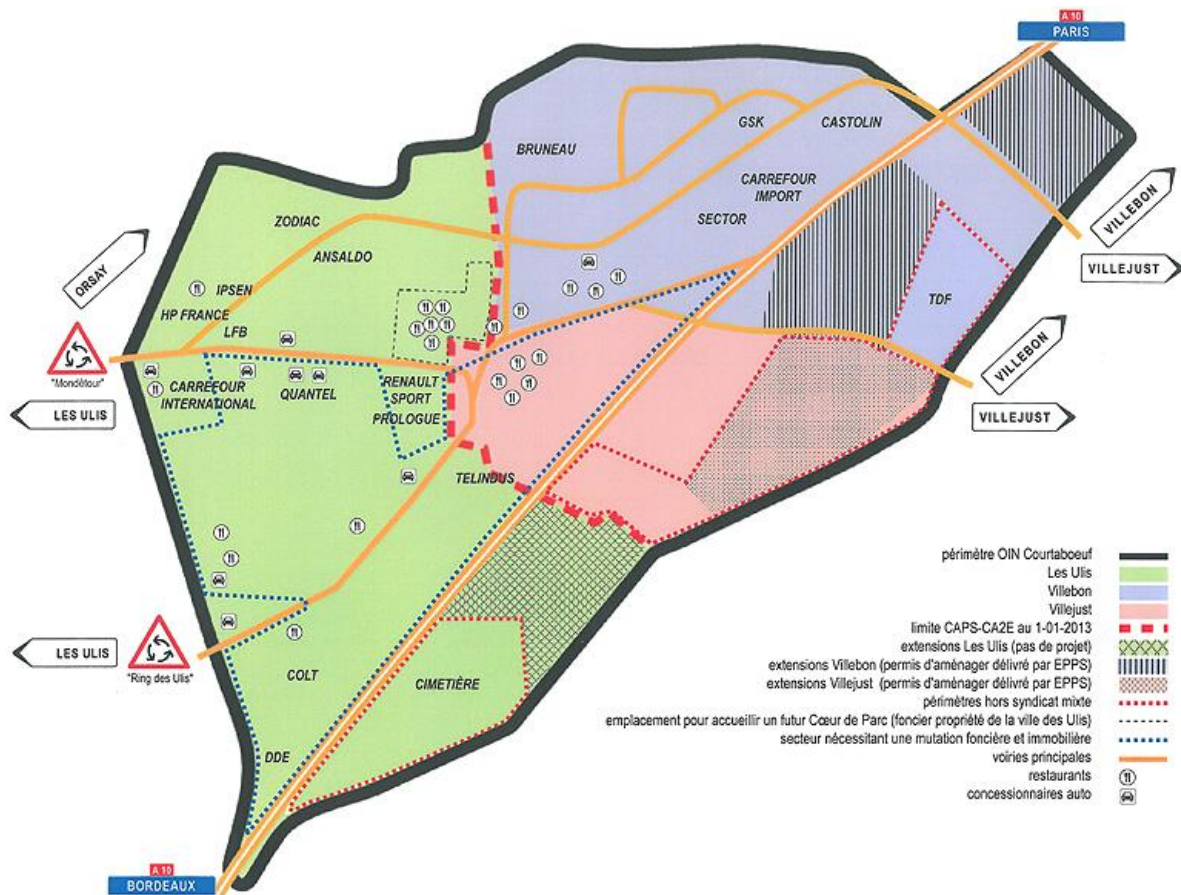 A 10
PARIS
BRUNEAU
GSK
CASTOLIN
CARREFOUR
IMPORT
SECTOR
ZODIAC
ANSALDO
VILLEBON
VILLEJUST
ORSAY
IPSEN
HP FRANCE
LFB
TDF
"Mondétour"
LES ULIS
CARREFOUR
INTERNATIONAL
QUANTEL
RENAULT
SPORT
PROLOGUE
VILLEBON
VILLEJUST
TELINDUS
LES ULIS
"Ring des Ulis"
COLT
CIMETIÈRE
DDE
A 10
BORDEAUX
périmètre OIN Courtaboeuf
Les Ulis
Villebon
Villejust
limite CAPS-CA2E au 1-01-2013
extensions Les Ulis (pas de projet)
extensions Villebon (permis d'aménager délivré par EPPS)
extensions Villejust (permis d'aménager délivré par EPPS)
périmètres hors syndicat mixte
emplacement pour accueillir un futur Cœur de Parc (foncier propriété de la ville des Ulis)
secteur nécessitant une mutation foncière et immobilière
voiries principales
restaurants
concessionnaires auto